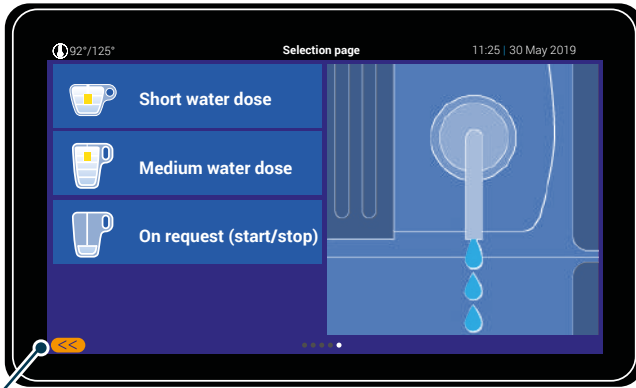 92°/125° Selection page 11:25 | 30 May 2019
Short water dose
Medium water dose
On request (start/stop)
<<